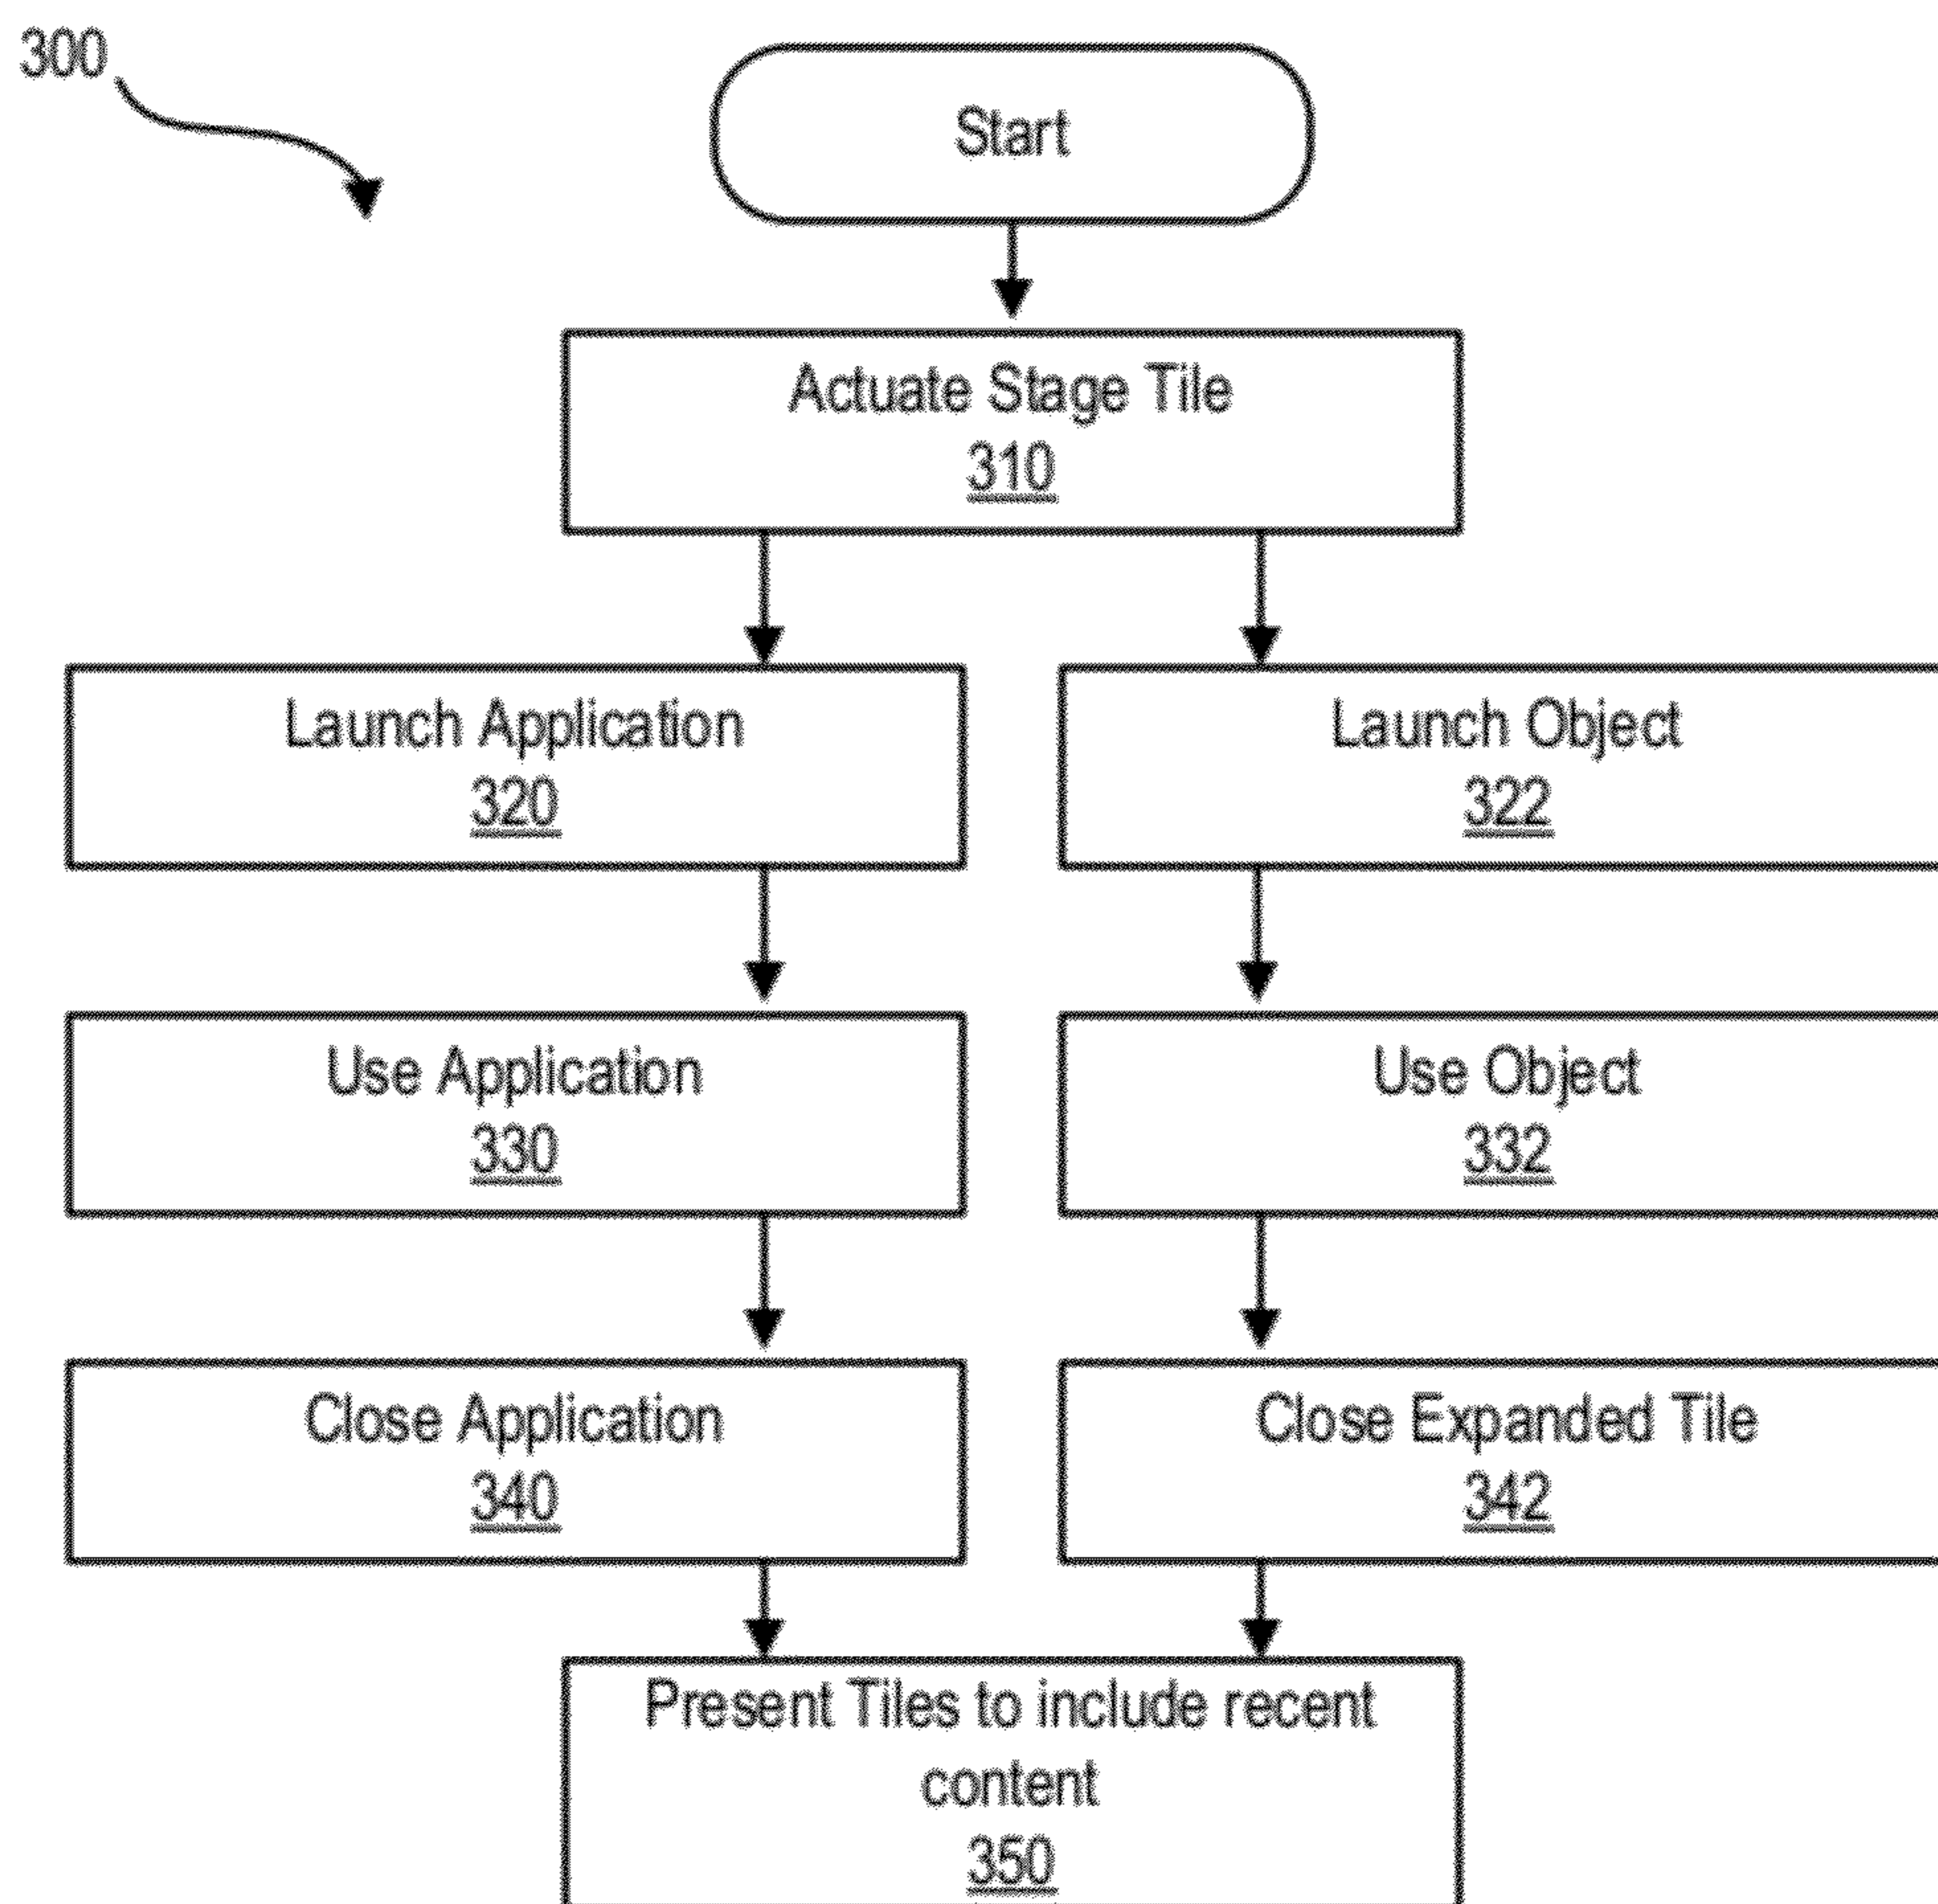 300
Start
Actuate Stage Tile
310
Launch Application
320
Launch Object
322
Use Application
330
Use Object
332
Close Application
340
Close Expanded Tile
342
Present Tiles to include recent
content
350